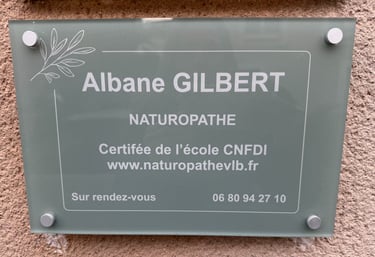 Albane GILBERT
NATUROPATHE
Certifée de l'école CNFDI
www.naturopathevlb.fr
Sur rendez-vous 06 80 94 27 10